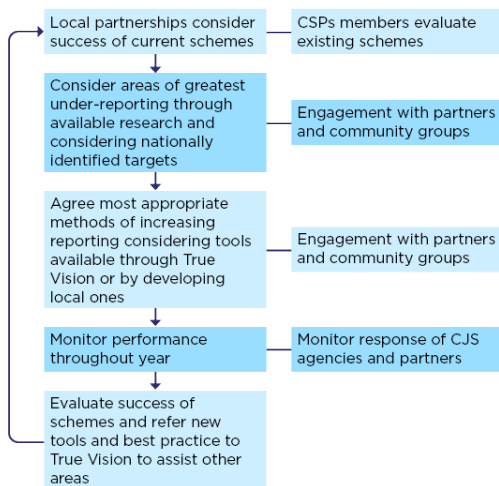 Local partnerships consider
success of current schemes
CSPs members evaluate
existing schemes
Consider areas of greatest
under-reporting through
available research and
considering nationally
identified targets
Engagement with partners
and community groups
Agree most appropriate
methods of increasing
reporting considering tools
available through True
Vision or by developing
local ones
Engagement with partners
and community groups
Monitor performance
throughout year
Monitor response of CJS
agencies and partners
Evaluate success of
schemes and refer new
tools and best practice to
True Vision to assist other
areas